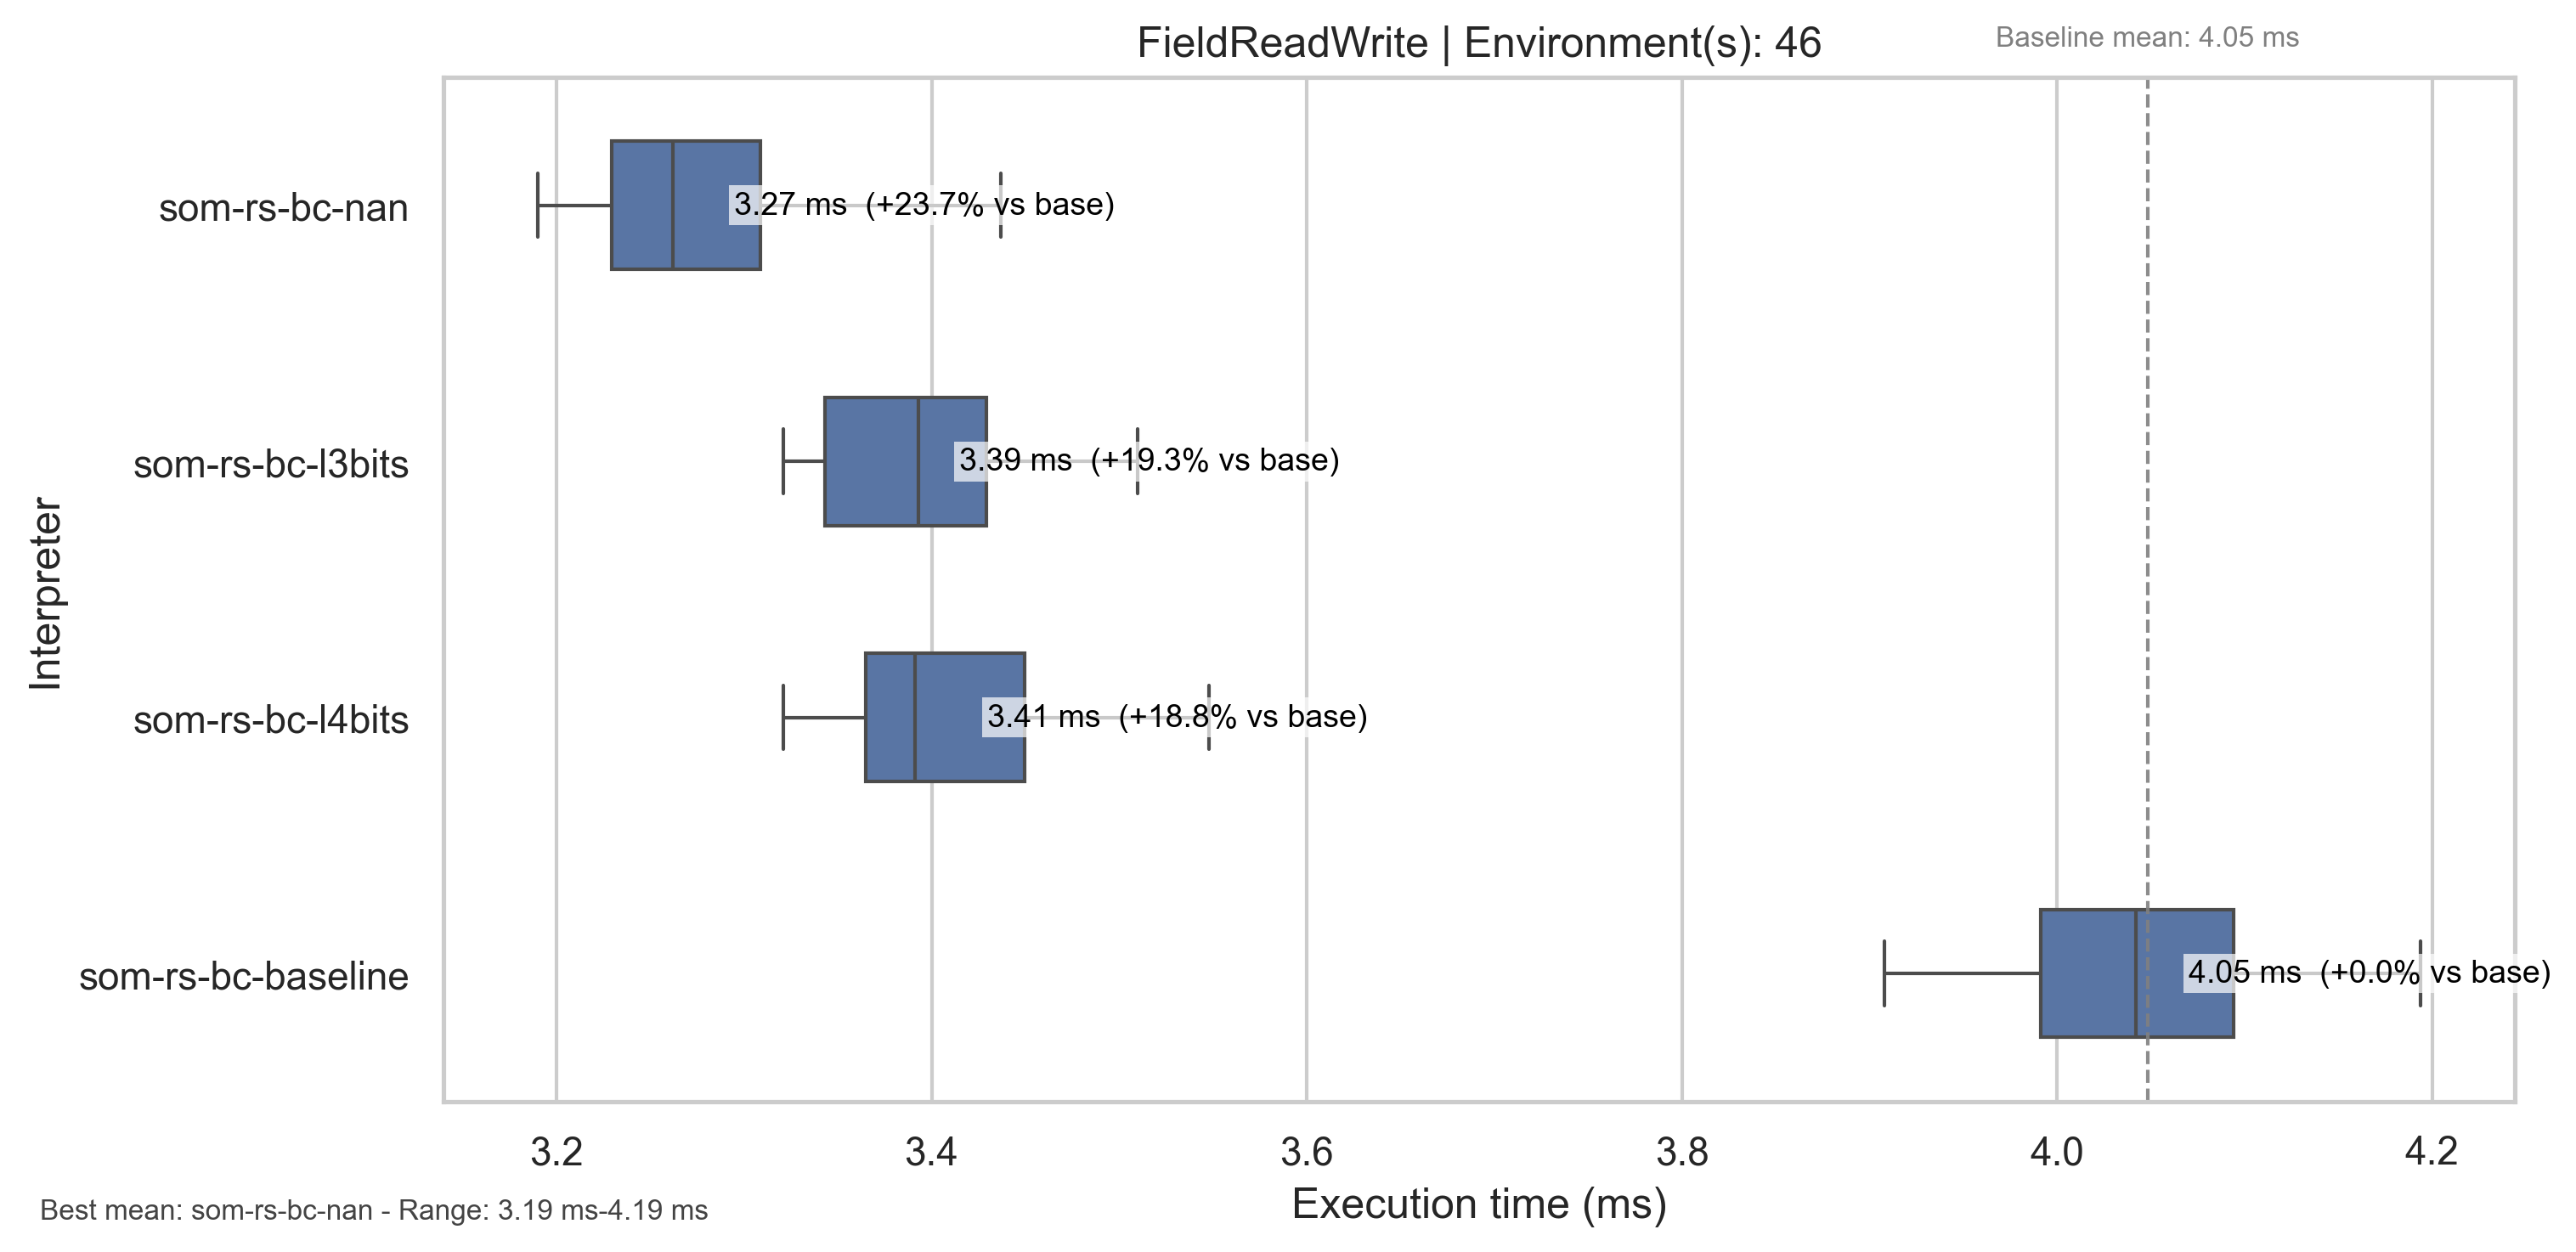 FieldReadWrite | Environment(s): 46
Baseline mean: 4.05 ms
Interpreter
som-rs-bc-nan
3.27 ms (+23.7% vs base)
som-rs-bc-l3bits
3.39 ms (+19.3% vs base)
som-rs-bc-l4bits
3.41 ms (+18.8% vs base)
som-rs-bc-baseline
4.05 ms (+0.0% vs base)
3.2 3.4 3.6 3.8 4.0 4.2
Execution time (ms)
Best mean: som-rs-bc-nan - Range: 3.19 ms-4.19 ms